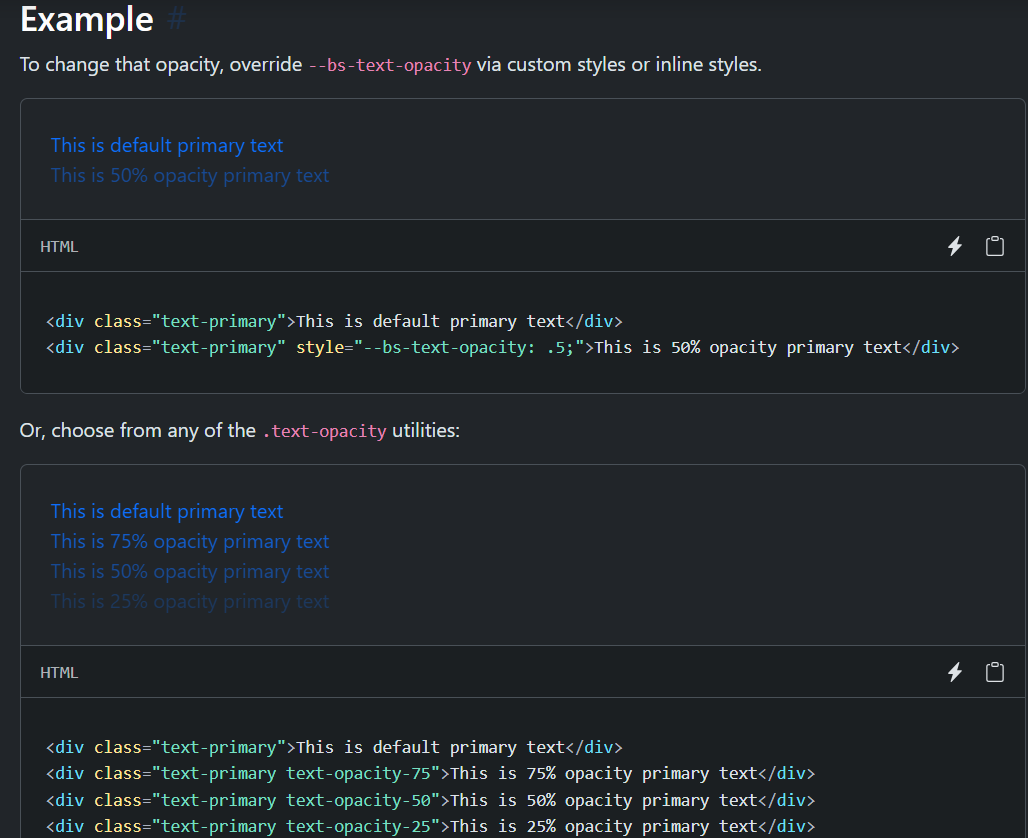 Example #
To change that opacity, override --bs-text-opacity via custom styles or inline styles.
This is default primary text
This is 50% opacity primary text
HTML
<div class="text-primary">This is default primary text</div>
<div class="text-primary" style="--bs-text-opacity: .5;">This is 50% opacity primary text</div>
Or, choose from any of the .text-opacity utilities:
This is default primary text
This is 75% opacity primary text
This is 50% opacity primary text
This is 25% opacity primary text
HTML
<div class="text-primary">This is default primary text</div>
<div class="text-primary text-opacity-75">This is 75% opacity primary text</div>
<div class="text-primary text-opacity-50">This is 50% opacity primary text</div>
<div class="text-primary text-opacity-25">This is 25% opacity primary text</div>